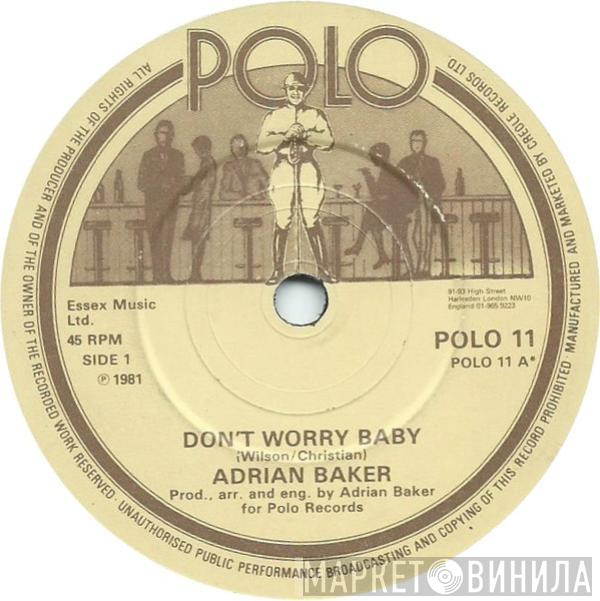 POLO
ALL RIGHTS OF THE PRODUCER AND OF THE OWNER OF THE RECORDED WORK RESERVED · UNAUTHORISED PUBLIC PERFORMANCE BROADCASTING AND COPYING OF THIS RECORD PROHIBITED · MANUFACTURED AND MARKETED BY CREOLE RECORDS LTD.
Essex Music
Ltd.
45 RPM
SIDE 1
℗ 1981
91-93 High Street
Harlesden London NW10
England 01-965 9223
POLO 11
POLO 11 A*
DON'T WORRY BABY
(Wilson/Christian)
ADRIAN BAKER
Prod., arr. and eng. by Adrian Baker
for Polo Records
МАРКЕТ ВИНИЛА